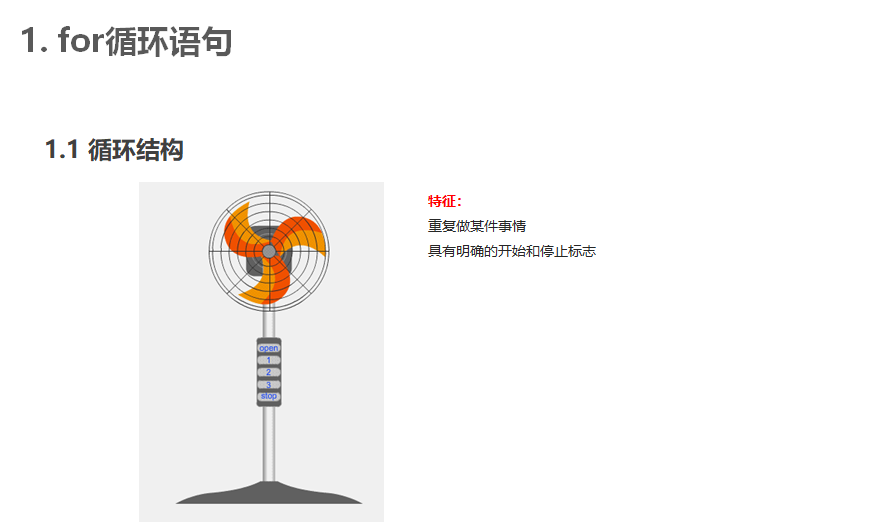 1. for循环语句
1.1 循环结构
特征：
重复做某件事情
具有明确的开始和停止标志
open
1
2
3
stop